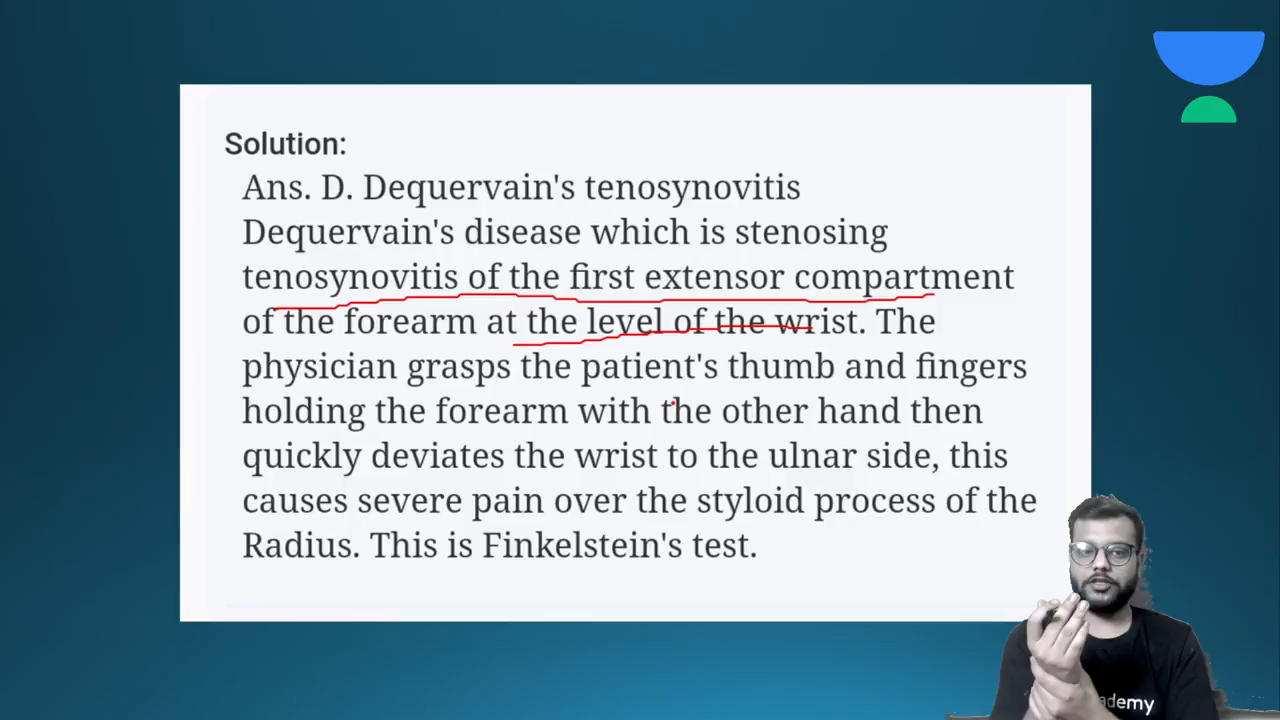 Solution:
Ans. D. Dequervain's tenosynovitis
Dequervain's disease which is stenosing
tenosynovitis of the first extensor compartment
of the forearm at the level of the wrist. The
physician grasps the patient's thumb and fingers
holding the forearm with the other hand then
quickly deviates the wrist to the ulnar side, this
causes severe pain over the styloid process of the
Radius. This is Finkelstein's test.
ademy